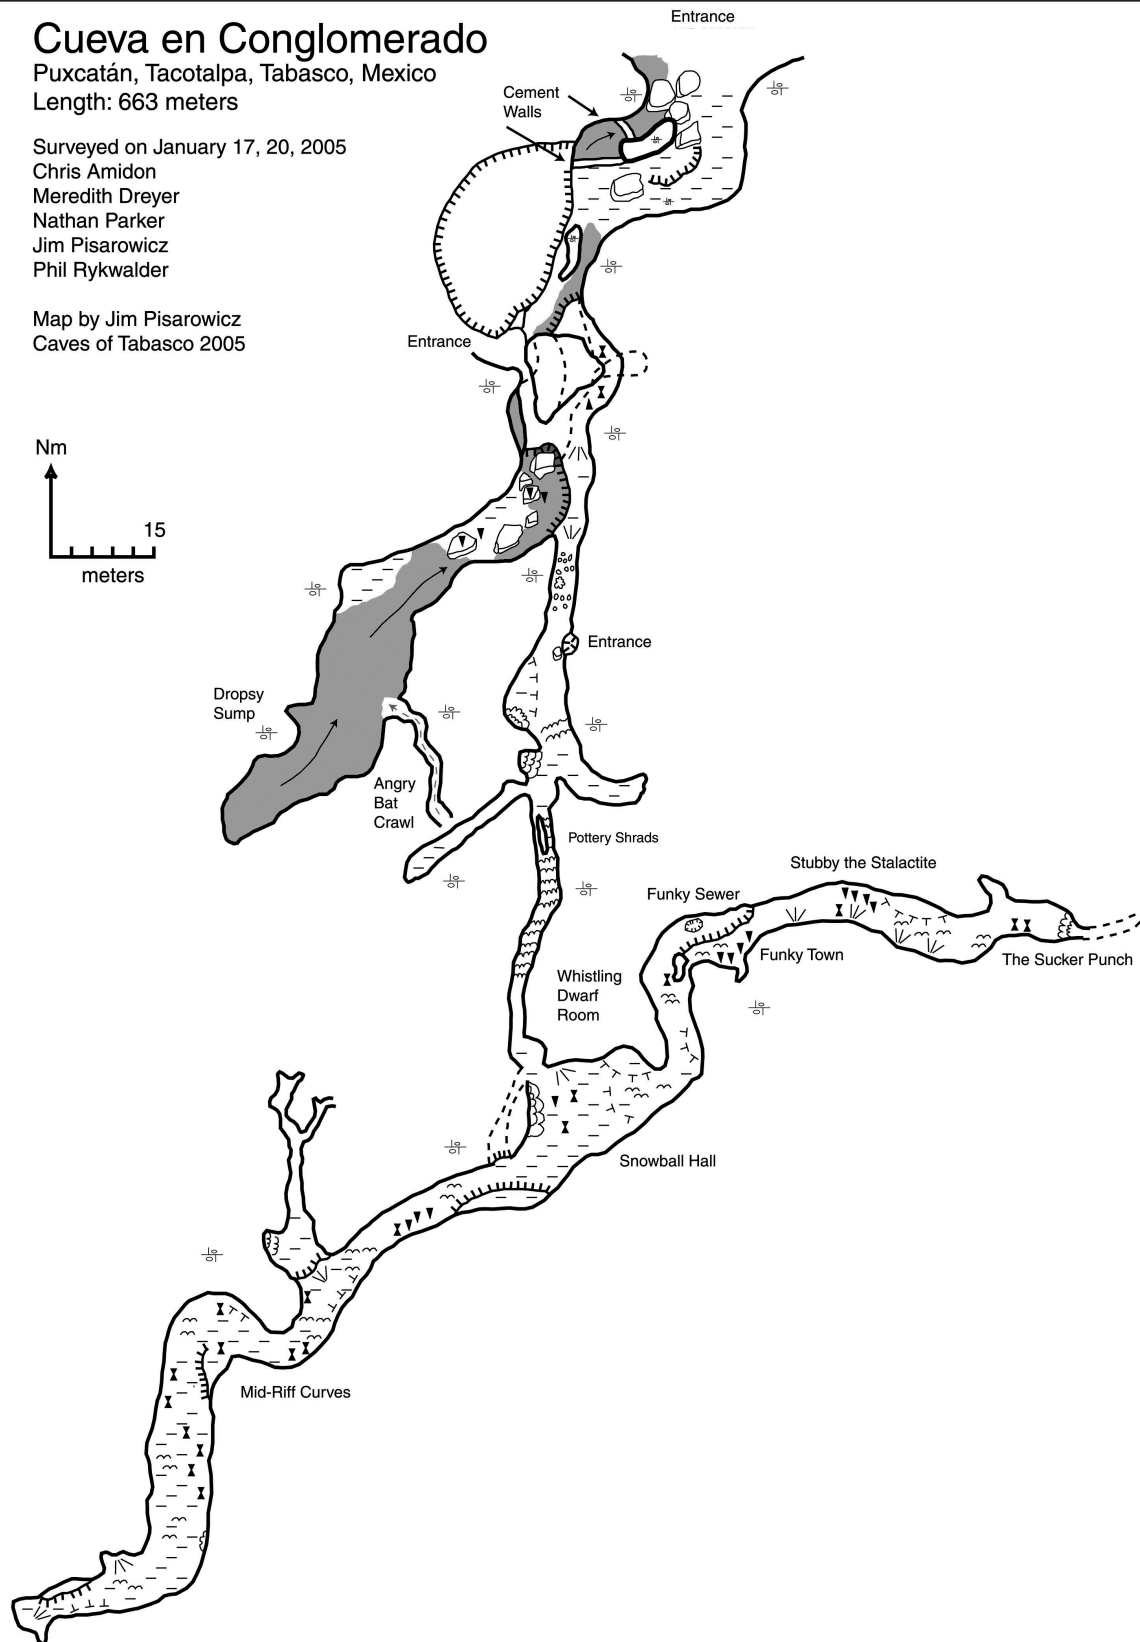 Entrance
Cueva en Conglomerado
Puxcatán, Tacotalpa, Tabasco, Mexico
Length: 663 meters
Cement
Walls
Surveyed on January 17, 20, 2005
Chris Amidon
Meredith Dreyer
Nathan Parker
Jim Pisarowicz
Phil Rykwalder
Map by Jim Pisarowicz
Caves of Tabasco 2005
Entrance
Nm
15
meters
Entrance
Dropsy
Sump
Angry
Bat
Crawl
Pottery Shrads
Stubby the Stalactite
Funky Sewer
Funky Town
The Sucker Punch
Whistling
Dwarf
Room
Snowball Hall
Mid-Riff Curves